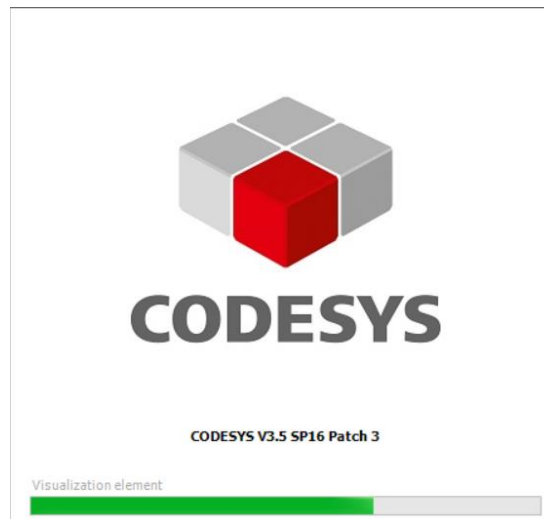 CODESYS
CODESYS V3.5 SP16 Patch 3
Visualization element